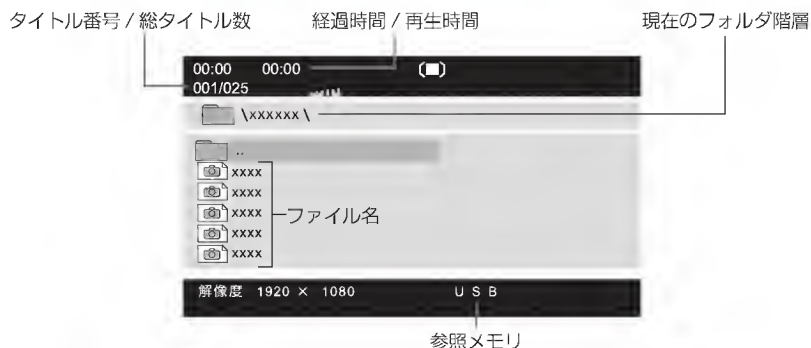 タイトル番号 / 総タイトル数
経過時間 / 再生時間
現在のフォルダ階層
00:00 00:00
001/025
\xxxxxx \
..
xxxx
xxxx
xxxx
xxxx
xxxx
ファイル名
解像度 1920 × 1080 USB
参照メモリ